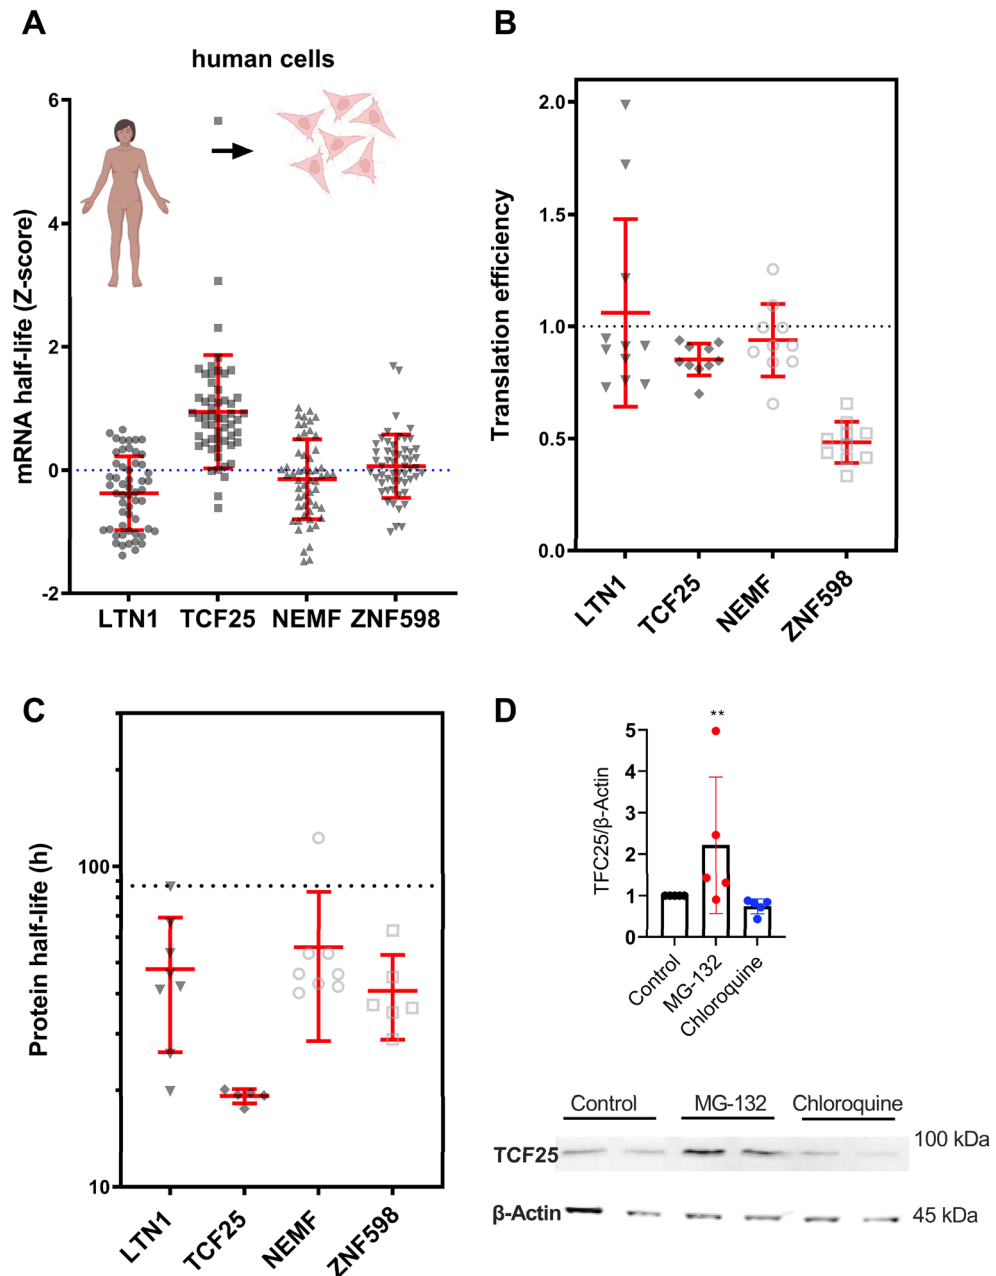 A
human cells
mRNA half-life (Z-score)
6
4
2
0
-2
LTN1 TCF25 NEMF ZNF598
B
Translation efficiency
2.0
1.5
1.0
0.5
0.0
LTN1
TCF25
NEMF
ZNF598
C
Protein half-life (h)
100
10
LTN1
TCF25
NEMF
ZNF598
D
**
TFC25/β-Actin
5
4
3
2
1
0
Control
MG-132
Chloroquine
Control MG-132 Chloroquine
TCF25 100 kDa
β-Actin 45 kDa